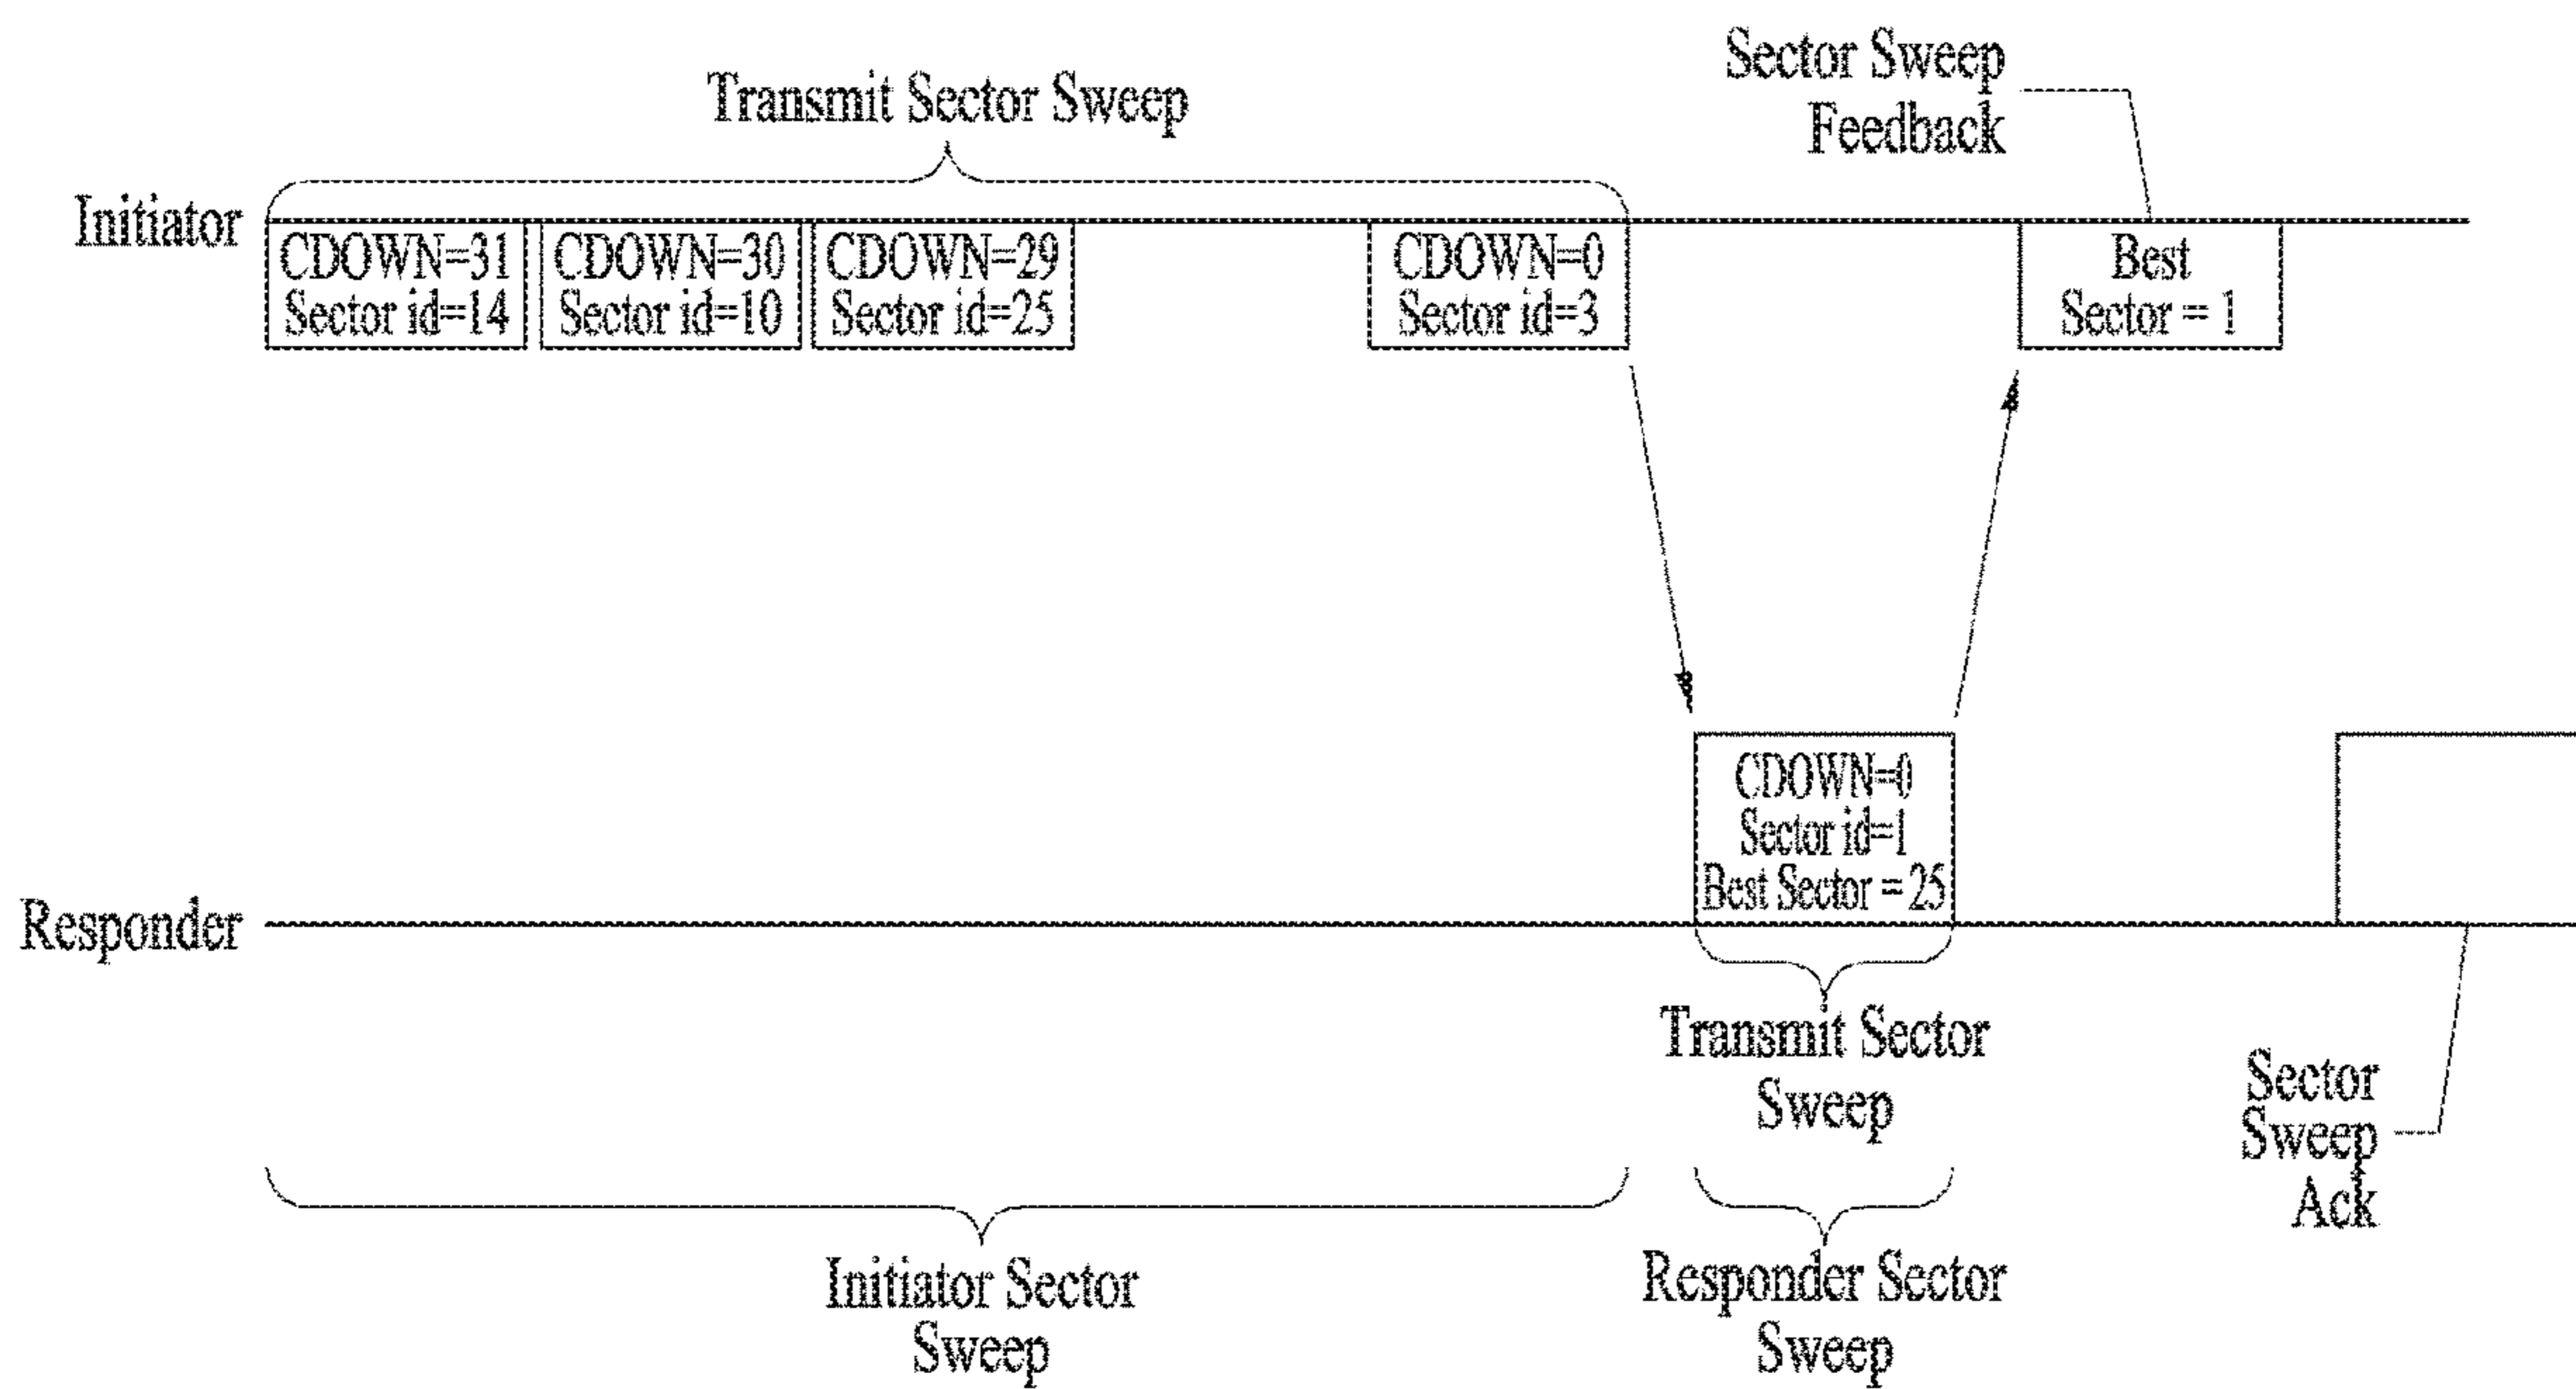 Transmit Sector Sweep
Sector Sweep
Feedback
Initiator
CDOWN=31
Sector id=14
CDOWN=30
Sector id=10
CDOWN=29
Sector id=25
CDOWN=0
Sector id=3
Best
Sector = 1
CDOWN=0
Sector id=1
Best Sector = 25
Responder
Transmit Sector
Sweep
Sector
Sweep
Ack
Initiator Sector
Sweep
Responder Sector
Sweep